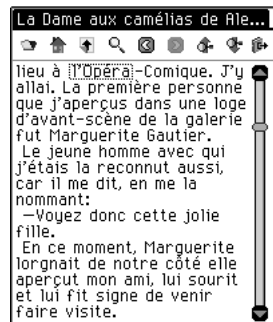 La Dame aux camélias de Ale...
lieu à l'Opéra-Comique. J'y
allai. La première personne
que j'aperçus dans une loge
d'avant-scène de la galerie
fut Marguerite Gautier.
Le jeune homme avec qui
j'étais la reconnut aussi,
car il me dit, en me la
nommant:
—Voyez donc cette jolie
fille.
En ce moment, Marguerite
lorgnait de notre côté elle
aperçut mon ami, lui sourit
et lui fit signe de venir
faire visite.